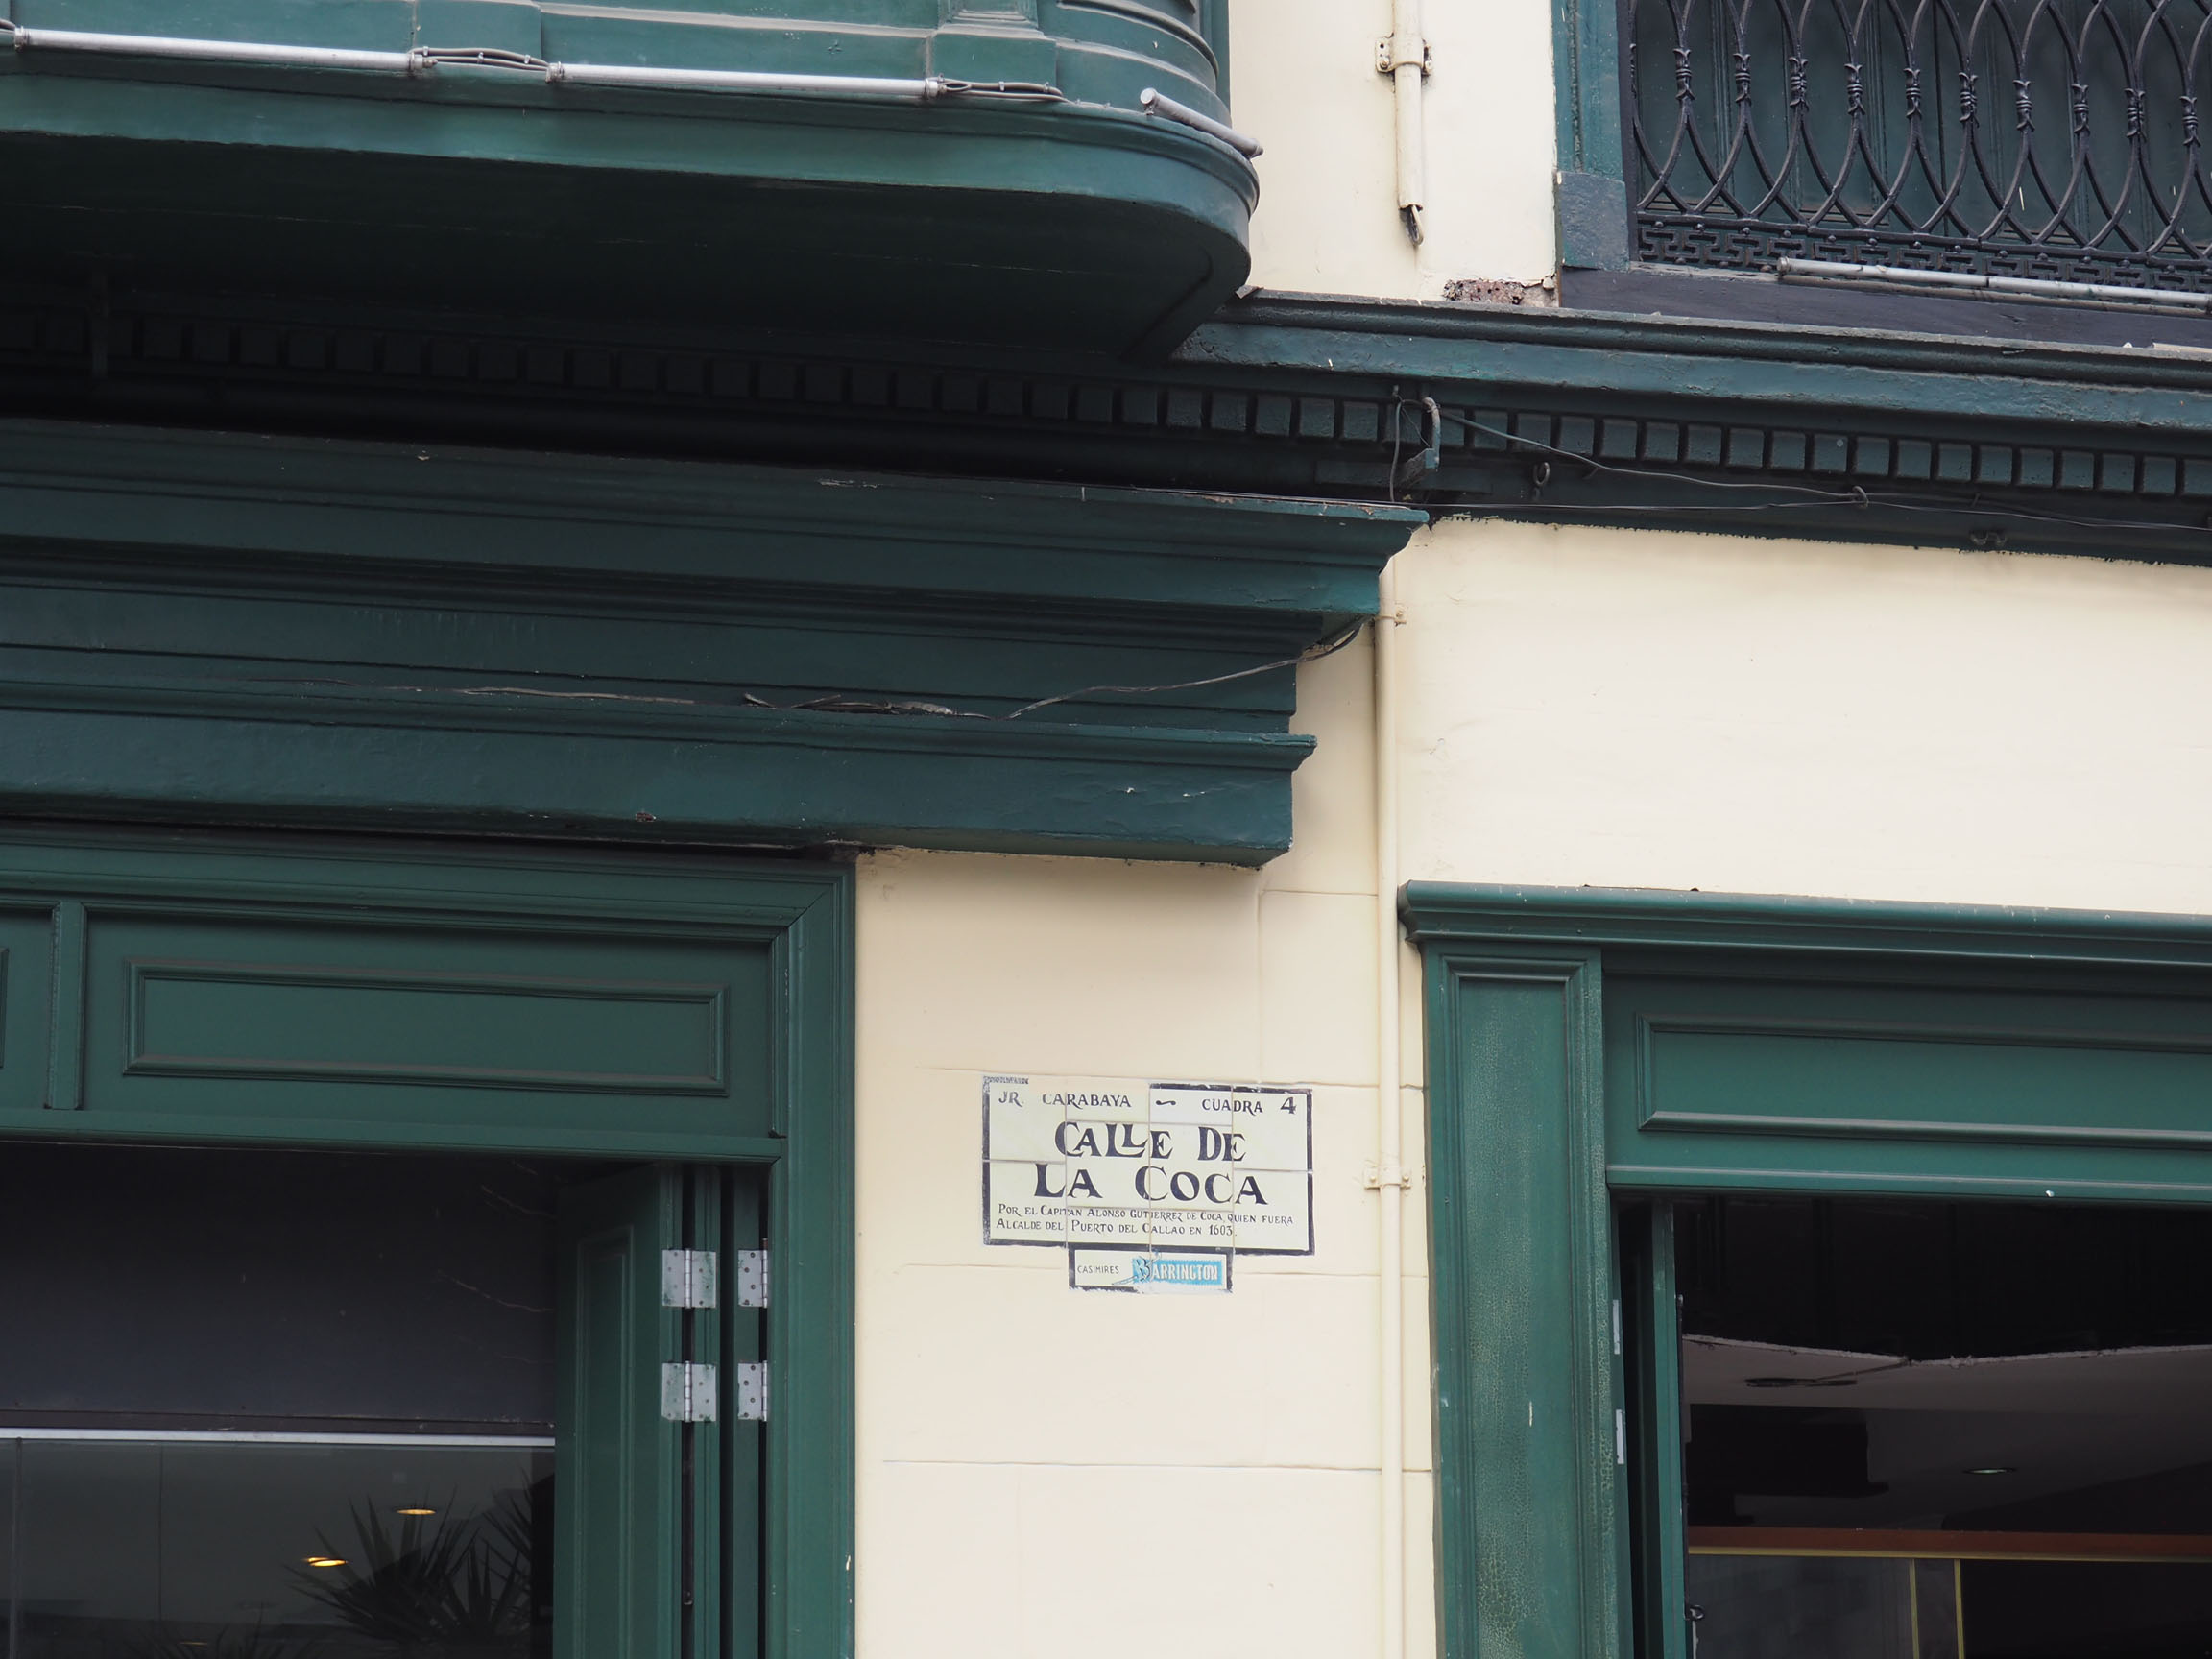 JR. CARABAYA ~ CUADRA 4
CALLE DE
LA COCA
POR EL CAPITAN ALONSO GUTIERREZ DE COCA, QUIEN FUERA
ALCALDE DEL PUERTO DEL CALLAO EN 1603.
CASIMIRES BARRINGTON